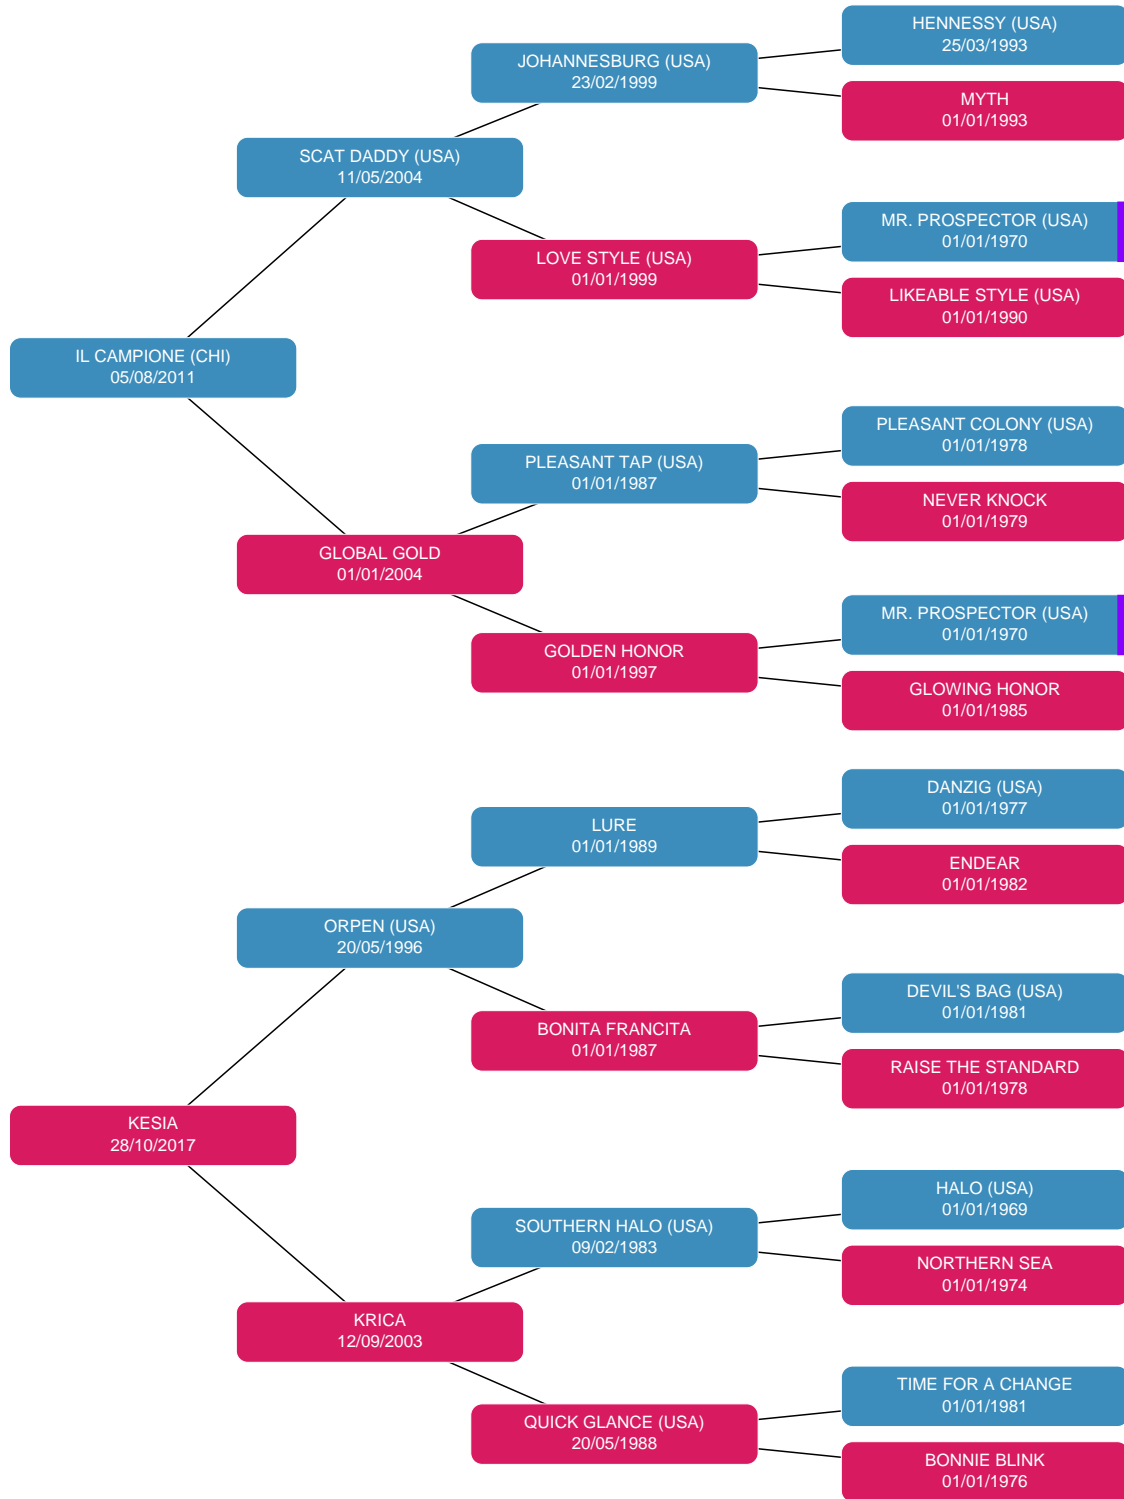 HENNESSY (USA)
25/03/1993
JOHANNESBURG (USA)
23/02/1999
MYTH
01/01/1993
SCAT DADDY (USA)
11/05/2004
MR. PROSPECTOR (USA)
01/01/1970
LOVE STYLE (USA)
01/01/1999
LIKEABLE STYLE (USA)
01/01/1990
IL CAMPIONE (CHI)
05/08/2011
PLEASANT COLONY (USA)
01/01/1978
PLEASANT TAP (USA)
01/01/1987
NEVER KNOCK
01/01/1979
GLOBAL GOLD
01/01/2004
MR. PROSPECTOR (USA)
01/01/1970
GOLDEN HONOR
01/01/1997
GLOWING HONOR
01/01/1985
DANZIG (USA)
01/01/1977
LURE
01/01/1989
ENDEAR
01/01/1982
ORPEN (USA)
20/05/1996
DEVIL'S BAG (USA)
01/01/1981
BONITA FRANCITA
01/01/1987
RAISE THE STANDARD
01/01/1978
KESIA
28/10/2017
HALO (USA)
01/01/1969
SOUTHERN HALO (USA)
09/02/1983
NORTHERN SEA
01/01/1974
KRICA
12/09/2003
TIME FOR A CHANGE
01/01/1981
QUICK GLANCE (USA)
20/05/1988
BONNIE BLINK
01/01/1976